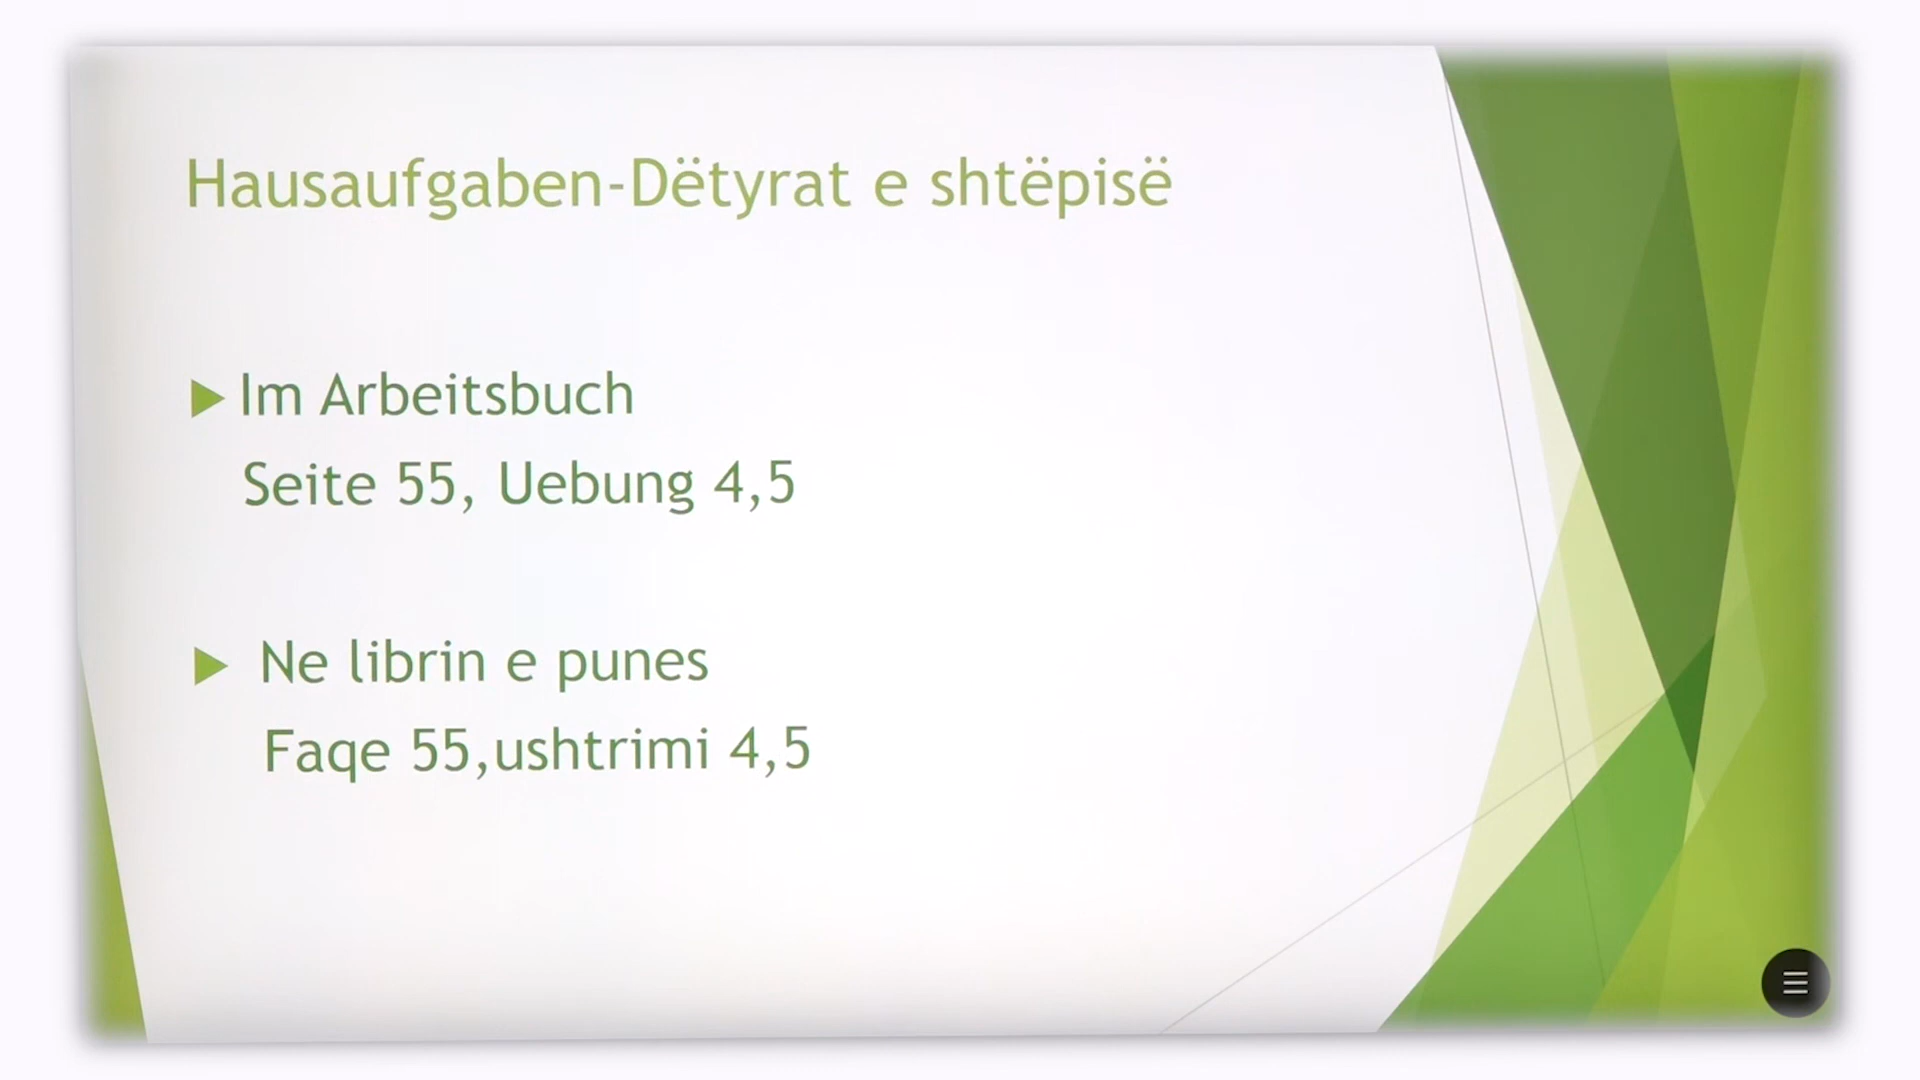 Hausaufgaben-Dëtyrat e shtëpisë
Im Arbeitsbuch
Seite 55, Uebung 4,5
Ne librin e punes
Faqe 55,ushtrimi 4,5